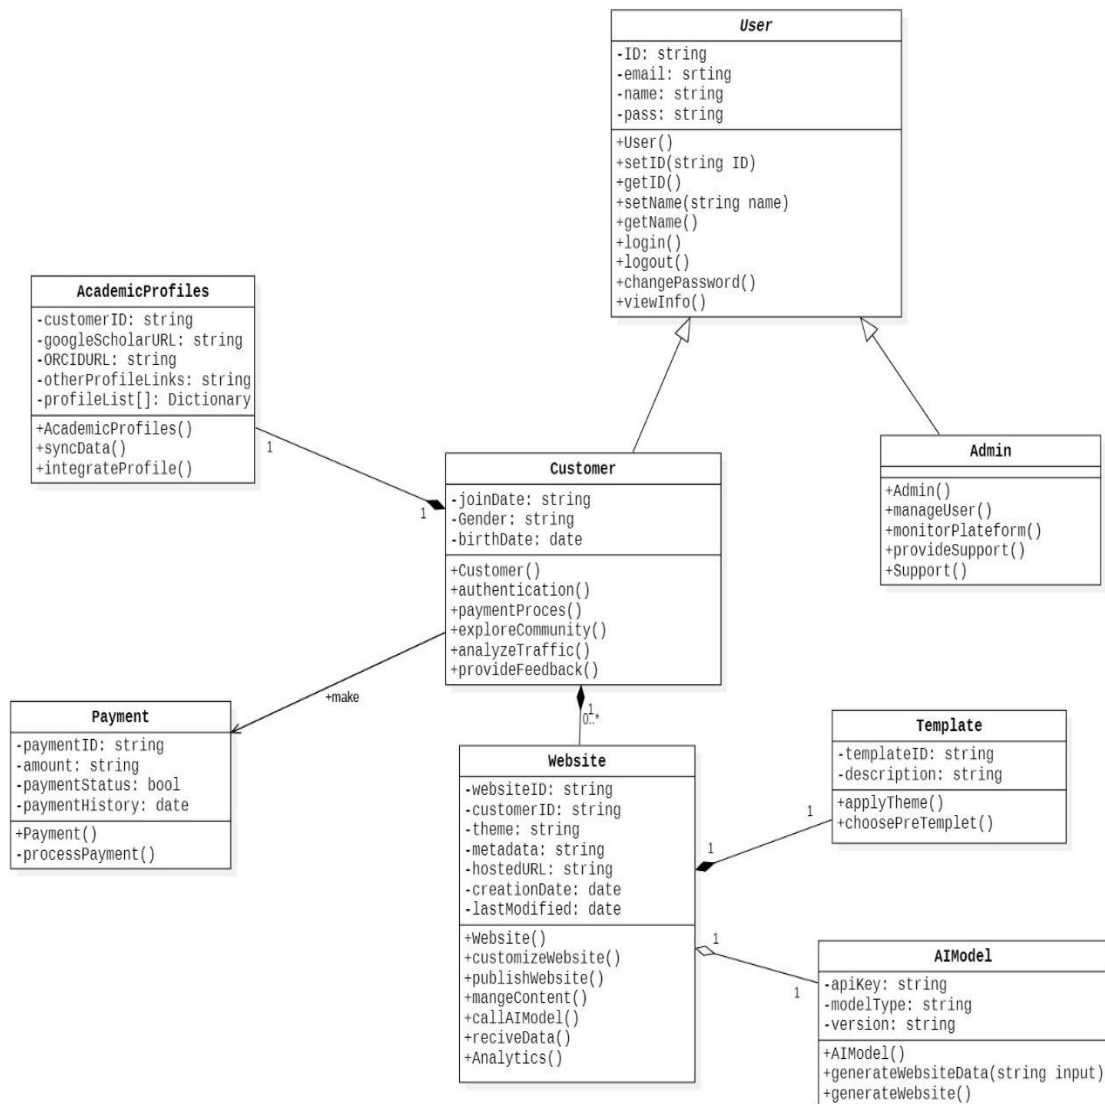 User
-ID: string
-email: srting
-name: string
-pass: string
+User()
+setID(string ID)
+getID()
+setName(string name)
+getName()
+login()
+logout()
+changePassword()
+viewInfo()
AcademicProfiles
-customerID: string
-googleScholarURL: string
-ORCIDURL: string
-otherProfileLinks: string
-profileList[]: Dictionary
+AcademicProfiles()
+syncData()
+integrateProfile()
1
1
Customer
-joinDate: string
-Gender: string
-birthDate: date
+Customer()
+authentication()
+paymentProces()
+exploreCommunity()
+analyzeTraffic()
+provideFeedback()
Admin
+Admin()
+manageUser()
+monitorPlateform()
+provideSupport()
+Support()
+make
Payment
-paymentID: string
-amount: string
-paymentStatus: bool
-paymentHistory: date
+Payment()
-processPayment()
1
0..*
Website
-websiteID: string
-customerID: string
-theme: string
-metadata: string
-hostedURL: string
-creationDate: date
-lastModified: date
+Website()
+customizeWebsite()
+publishWebsite()
+mangeContent()
+callAIModel()
+reciveData()
+Analytics()
1
1
Template
-templateID: string
-description: string
+applyTheme()
+choosePreTemplet()
1
1
AIModel
-apiKey: string
-modelType: string
-version: string
+AIModel()
+generateWebsiteData(string input)
+generateWebsite()